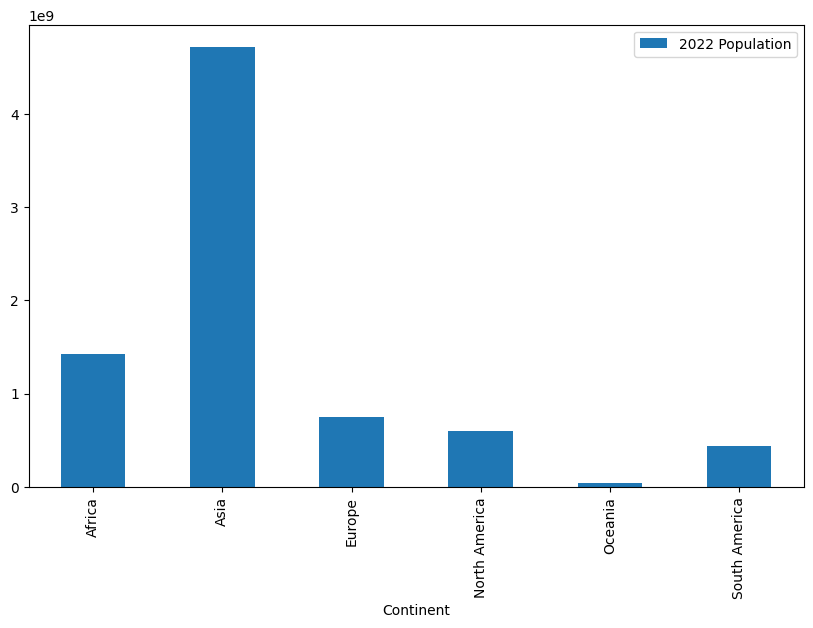 1e9
2022 Population
4
3
2
1
0
Africa
Asia
Europe
North America
Oceania
South America
Continent